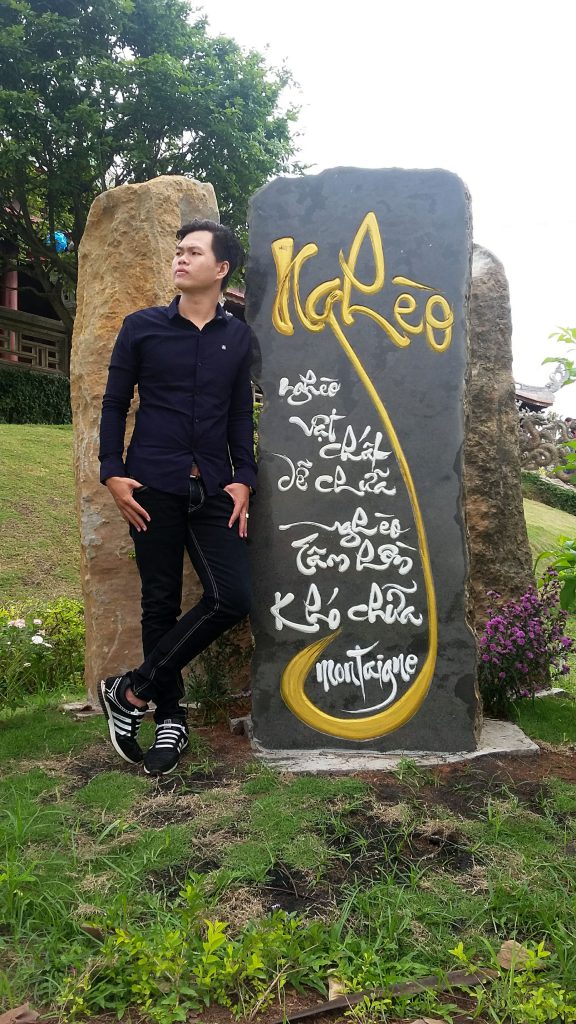 Nghèo
nghèo
vật
chất
dễ chữa
nghèo
tâm hồn
Khó chữa
montaigne